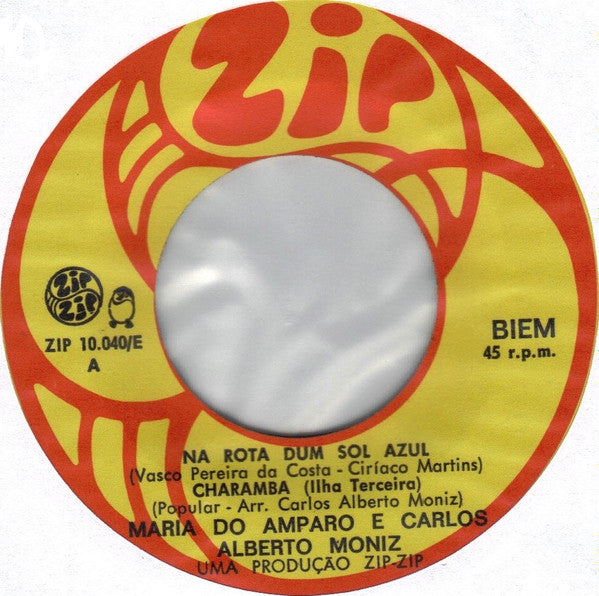 Zip
ZIP
ZIP
ZIP 10.040/E
A
BIEM
45 r.p.m.
NA ROTA DUM SOL AZUL
(Vasco Pereira da Costa - Ciríaco Martins)
CHARAMBA (Ilha Terceira)
(Popular - Arr. Carlos Alberto Moniz)
MARIA DO AMPARO E CARLOS
ALBERTO MONIZ
UMA PRODUÇÃO ZIP-ZIP